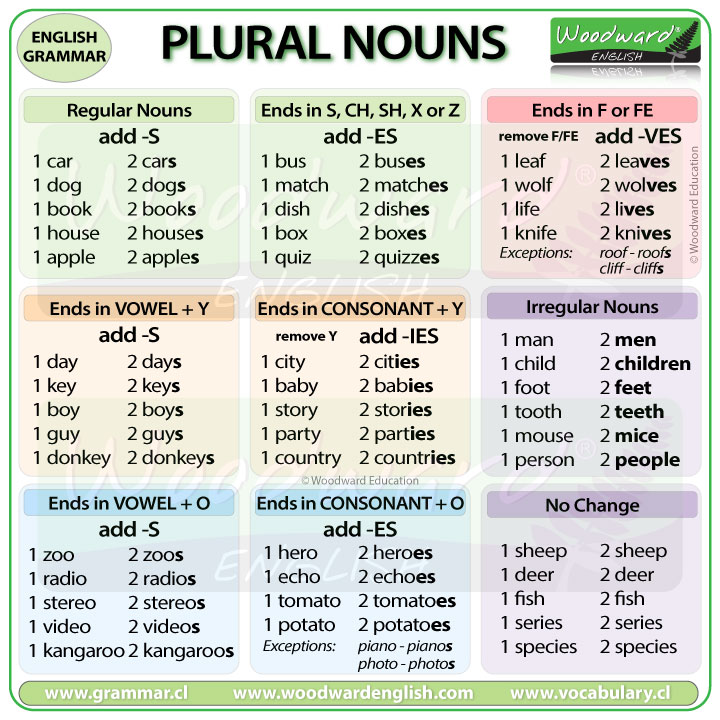 ENGLISH
GRAMMAR
PLURAL NOUNS
Woodward®
ENGLISH
Regular Nouns
add -S
1 car 2 cars
1 dog 2 dogs
1 book 2 books
1 house 2 houses
1 apple 2 apples
Ends in S, CH, SH, X or Z
add -ES
1 bus 2 buses
1 match 2 matches
1 dish 2 dishes
1 box 2 boxes
1 quiz 2 quizzes
Ends in F or FE
remove F/FE add -VES
1 leaf 2 leaves
1 wolf 2 wolves
1 life 2 lives
1 knife 2 knives
Exceptions: roof - roofs
cliff - cliffs
© Woodward Education
Ends in VOWEL + Y
add -S
1 day 2 days
1 key 2 keys
1 boy 2 boys
1 guy 2 guys
1 donkey 2 donkeys
Ends in CONSONANT + Y
remove Y add -IES
1 city 2 cities
1 baby 2 babies
1 story 2 stories
1 party 2 parties
1 country 2 countries
© Woodward Education
Irregular Nouns
1 man 2 men
1 child 2 children
1 foot 2 feet
1 tooth 2 teeth
1 mouse 2 mice
1 person 2 people
Ends in VOWEL + O
add -S
1 zoo 2 zoos
1 radio 2 radios
1 stereo 2 stereos
1 video 2 videos
1 kangaroo 2 kangaroos
Ends in CONSONANT + O
add -ES
1 hero 2 heroes
1 echo 2 echoes
1 tomato 2 tomatoes
1 potato 2 potatoes
Exceptions: piano - pianos
photo - photos
No Change
1 sheep 2 sheep
1 deer 2 deer
1 fish 2 fish
1 series 2 series
1 species 2 species
Woodward®
ENGLISH
Woodward®
ENGLISH
www.grammar.cl www.woodwardenglish.com www.vocabulary.cl